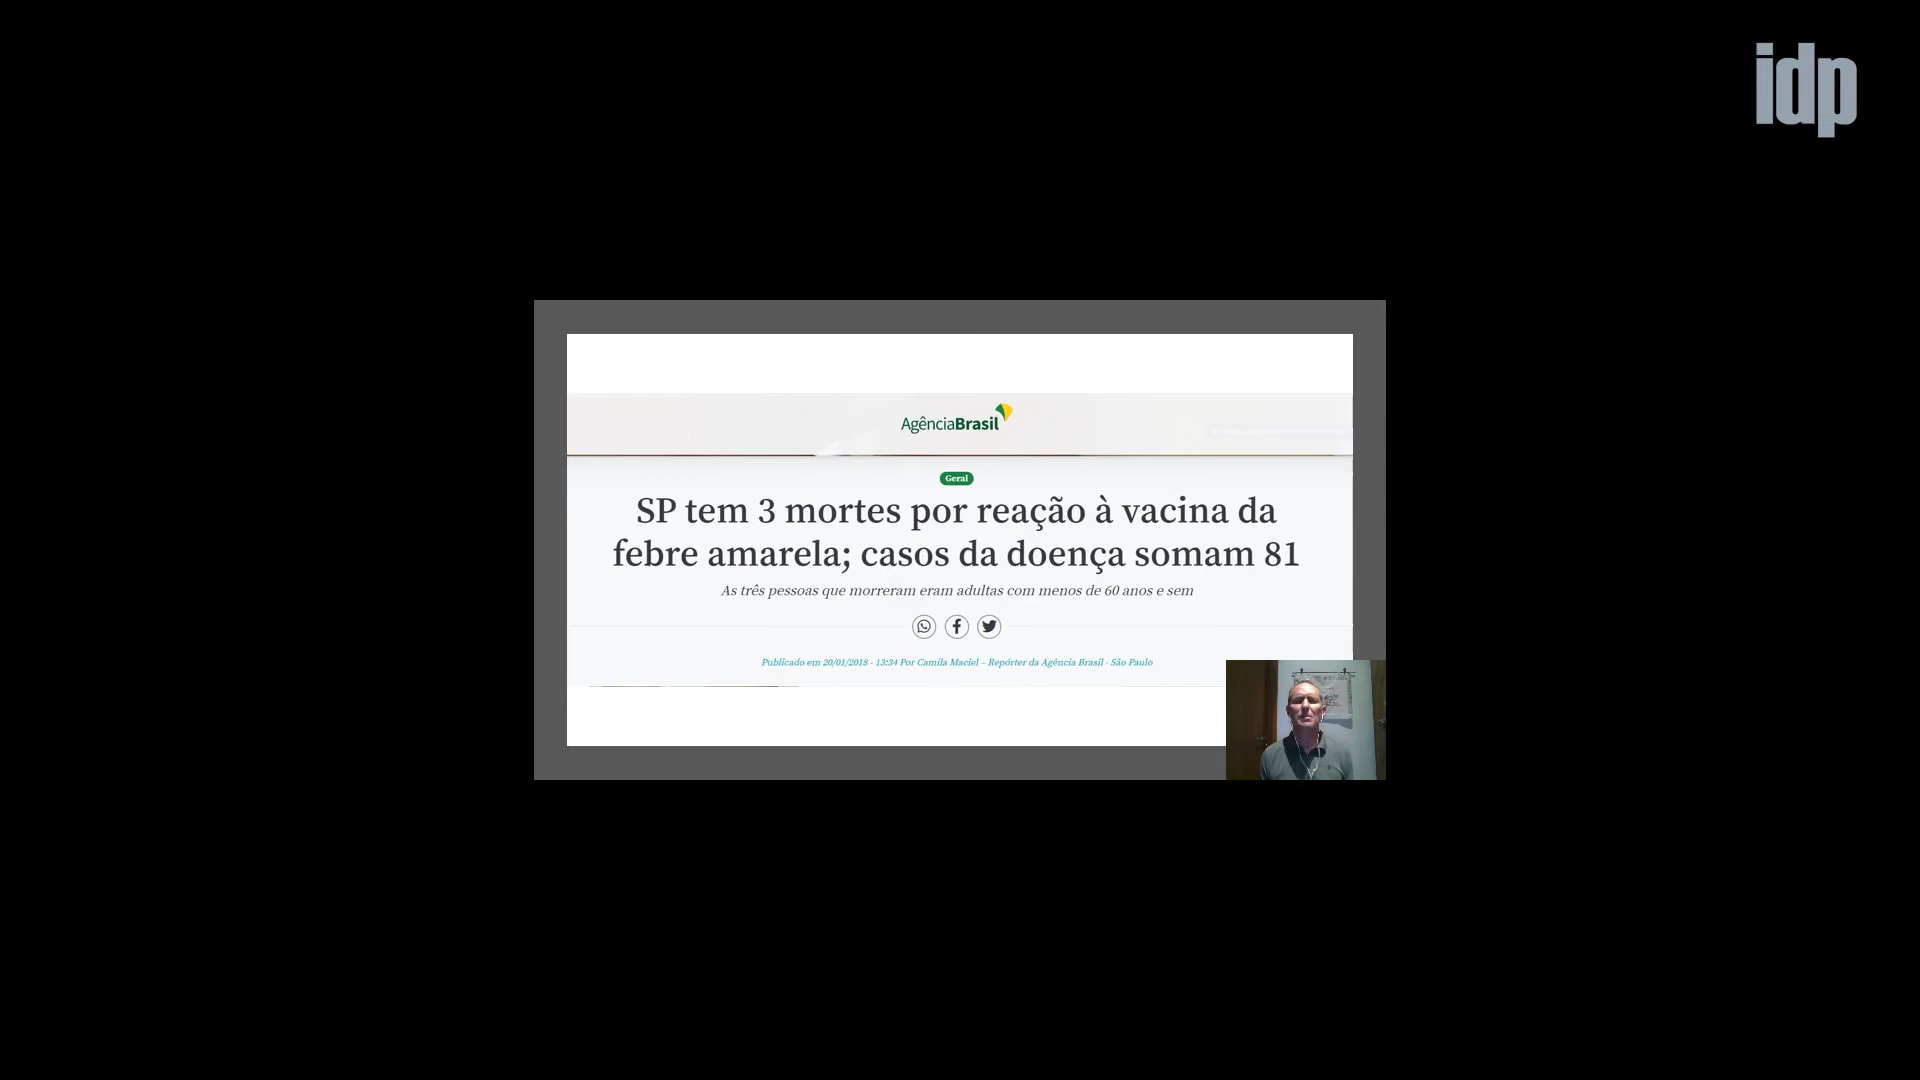 idp
AgênciaBrasil
Geral
SP tem 3 mortes por reação à vacina da
febre amarela; casos da doença somam 81
As três pessoas que morreram eram adultas com menos de 60 anos e sem
Publicado em 20/01/2018 - 13:34 Por Camila Maciel – Repórter da Agência Brasil - São Paulo